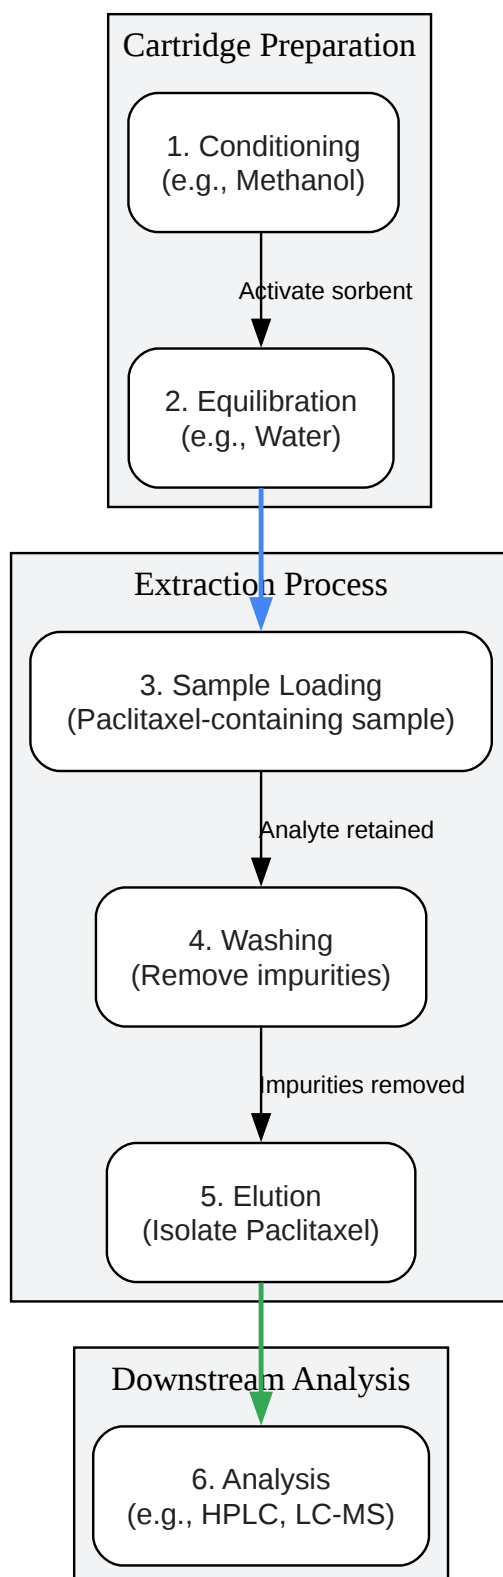 Cartridge Preparation
1. Conditioning
(e.g., Methanol)
Activate sorbent
2. Equilibration
(e.g., Water)
Extraction Process
3. Sample Loading
(Paclitaxel-containing sample)
Analyte retained
4. Washing
(Remove impurities)
Impurities removed
5. Elution
(Isolate Paclitaxel)
Downstream Analysis
6. Analysis
(e.g., HPLC, LC-MS)